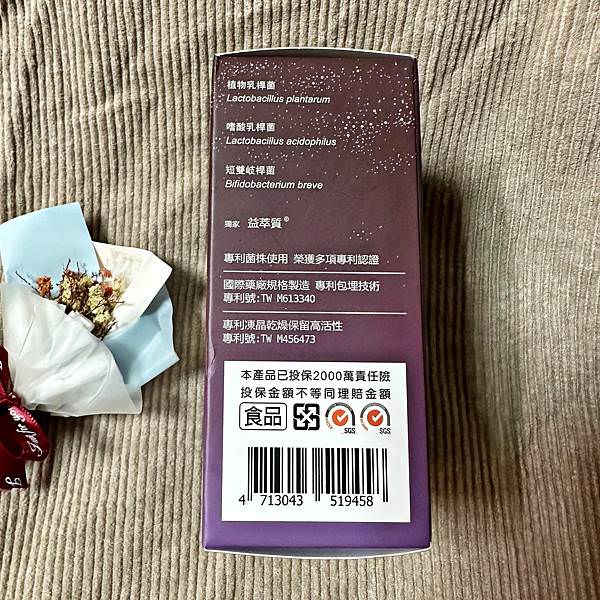 植物乳桿菌
Lactobacillus plantarum
嗜酸乳桿菌
Lactobacillus acidophilus
短雙岐桿菌
Bifidobacterium breve
獨家 益萃質®
專利菌株使用 榮獲多項專利認證
國際藥廠規格製造 專利包埋技術
專利號:TW M613340
專利凍晶乾燥保留高活性
專利號:TW M456473
本產品已投保2000萬責任險
投保金額不等同理賠金額
食品
SGS
SGS
4 713043 519458